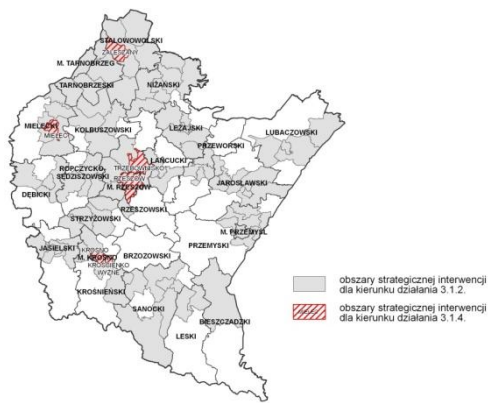 STALOWOWOLSKI
ZALESZANY
M. TARNOBRZEG
TARNOBRZESKI
NIŻAŃSKI
MIELECKI
MIELEC
KOLBUSZOWSKI
LEŻAJSKI
LUBACZOWSKI
PRZEWORSKI
ŁAŃCUCKI
TRZEBOWNISKO
ROPCZYCKO-
SĘDZISZOWSKI
RZESZÓW
M. RZESZÓW
JAROSŁAWSKI
DĘBICKI
RZESZOWSKI
STRZYŻOWSKI
M. PRZEMYŚL
PRZEMYSKI
JASIELSKI
KROSNO
M. KROSNO
BRZOZOWSKI
KROŚCIENKO
WYŻNE
KROŚNIEŃSKI
SANOCKI
BIESZCZADZKI
LESKI
obszary strategicznej interwencji
dla kierunku działania 3.1.2.
obszary strategicznej interwencji
dla kierunku działania 3.1.4.